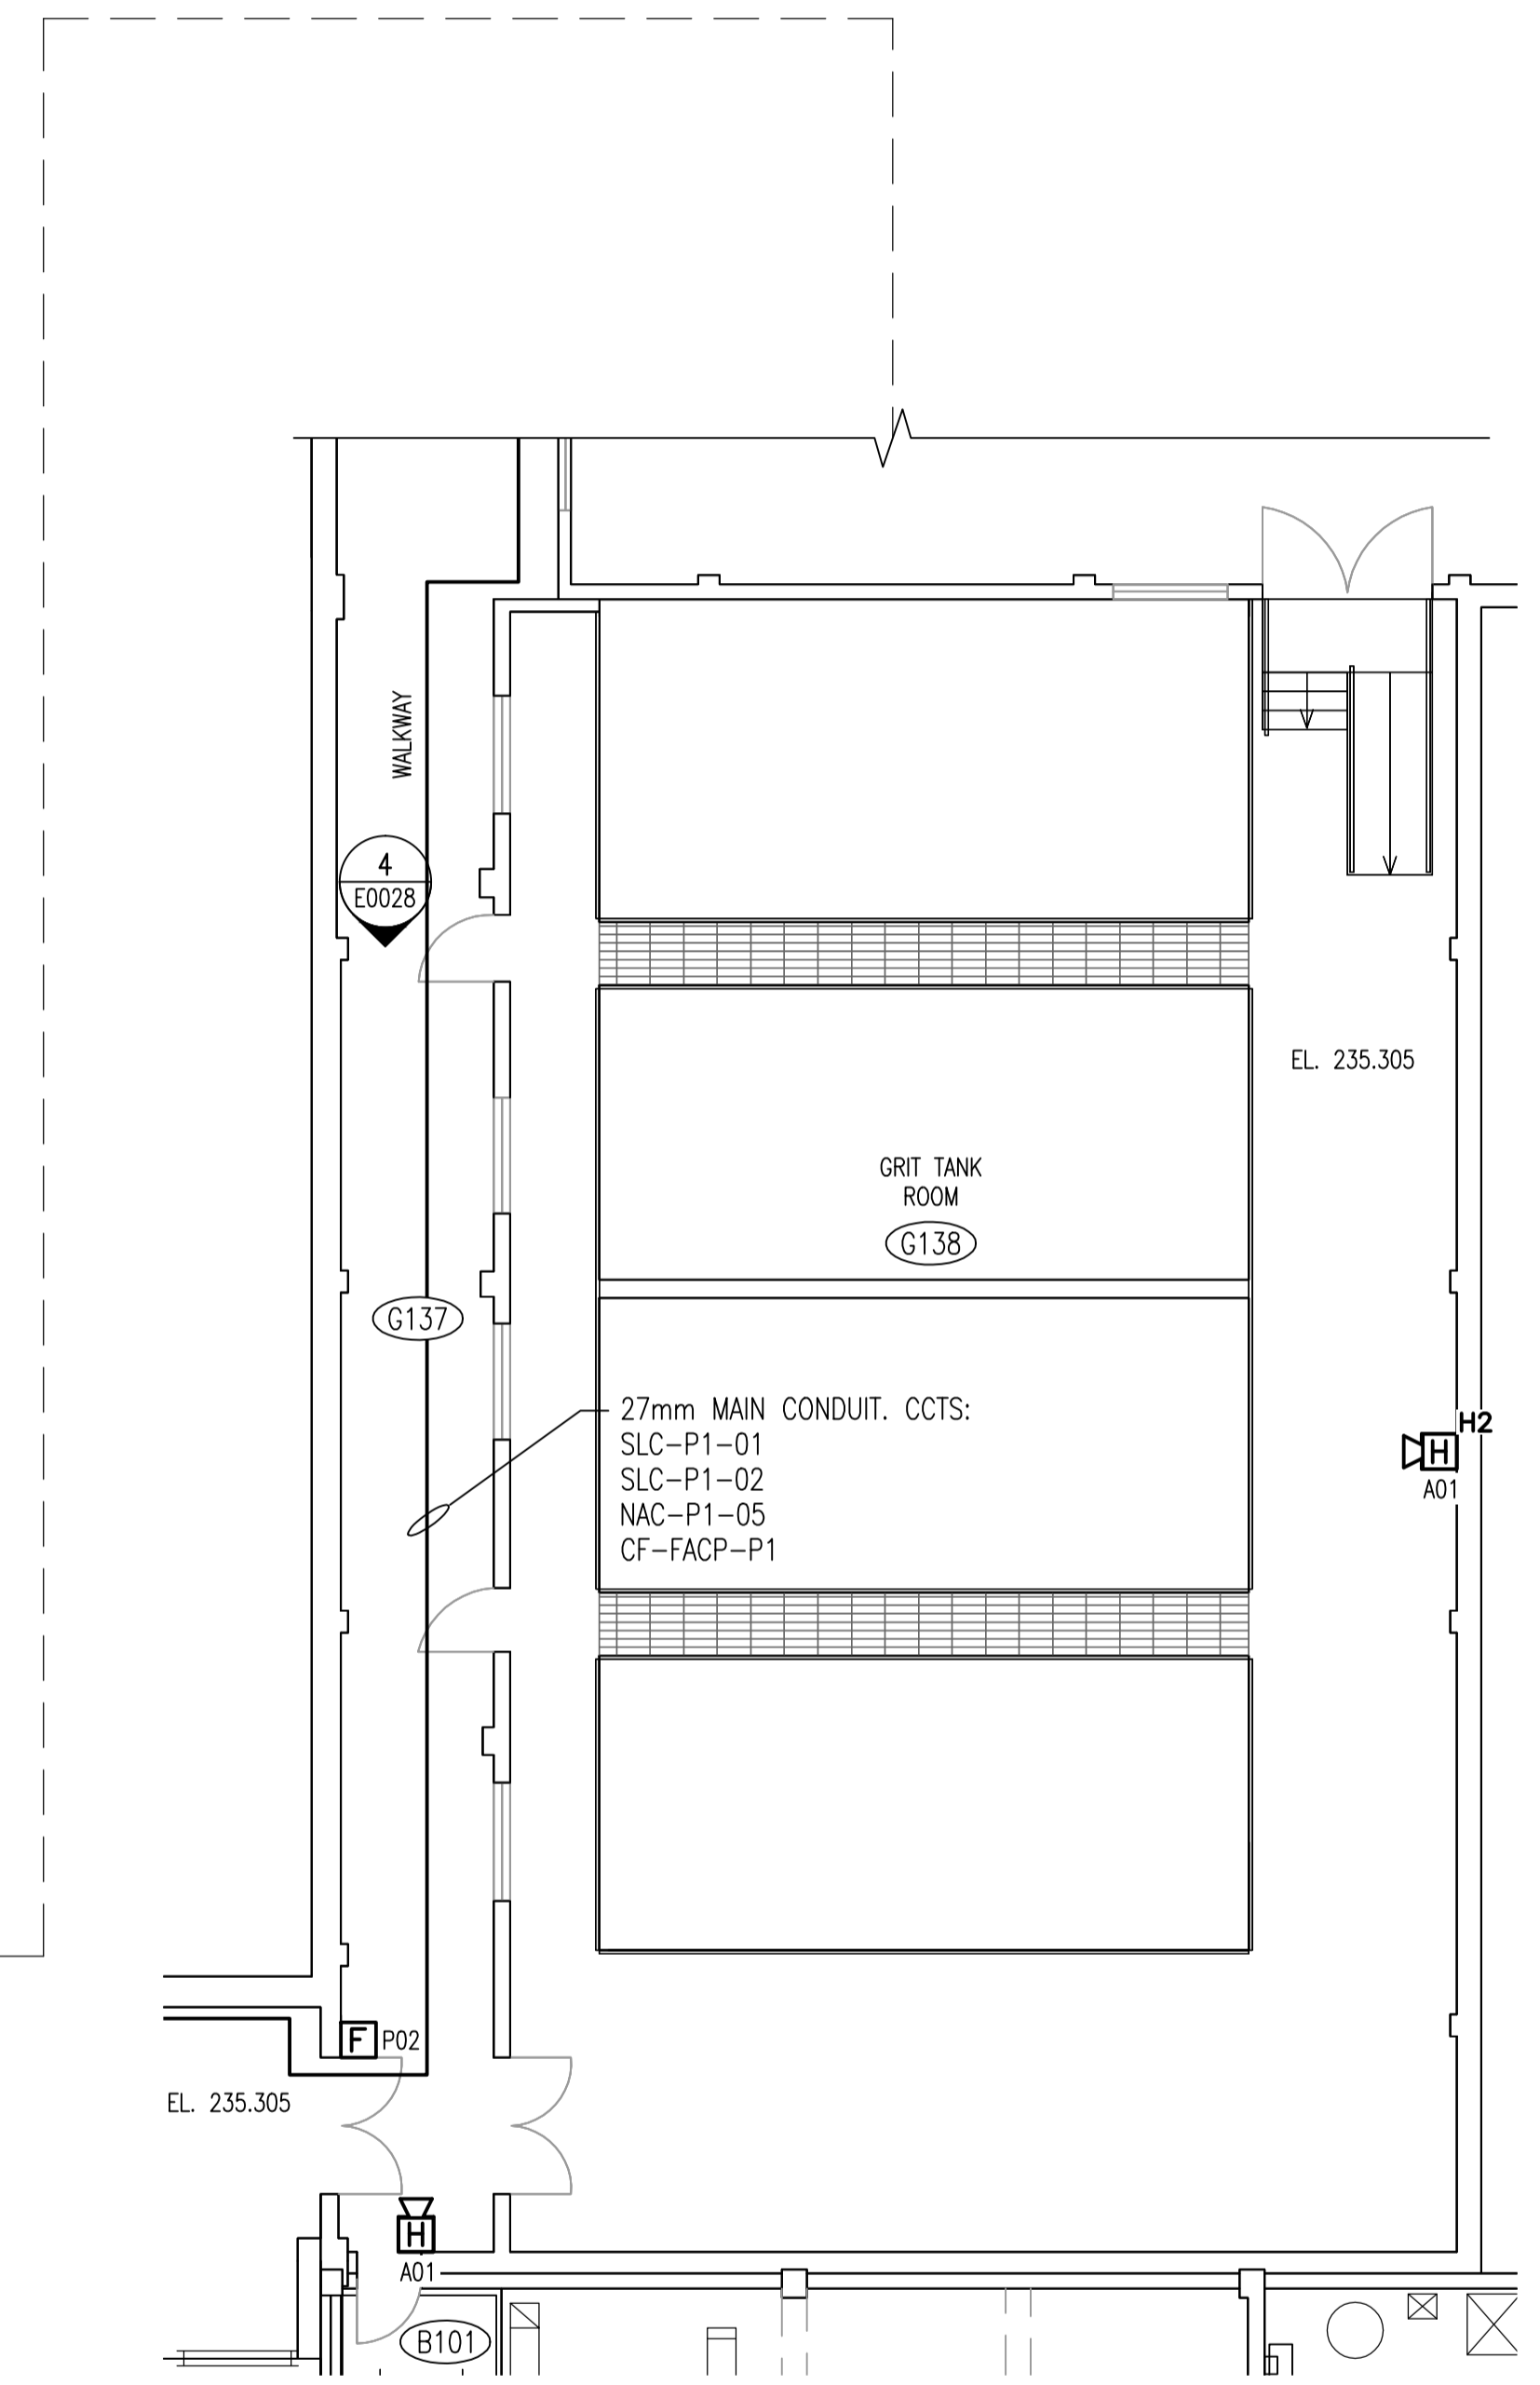 WALKWAY
4
E0028
EL. 235.305
GRIT TANK
ROOM
G138
G137
27mm MAIN CONDUIT. CCTS:
SLC-P1-01
SLC-P1-02
NAC-P1-05
CF-FACP-P1
H2
H
A01
F P02
EL. 235.305
H
A01
B101